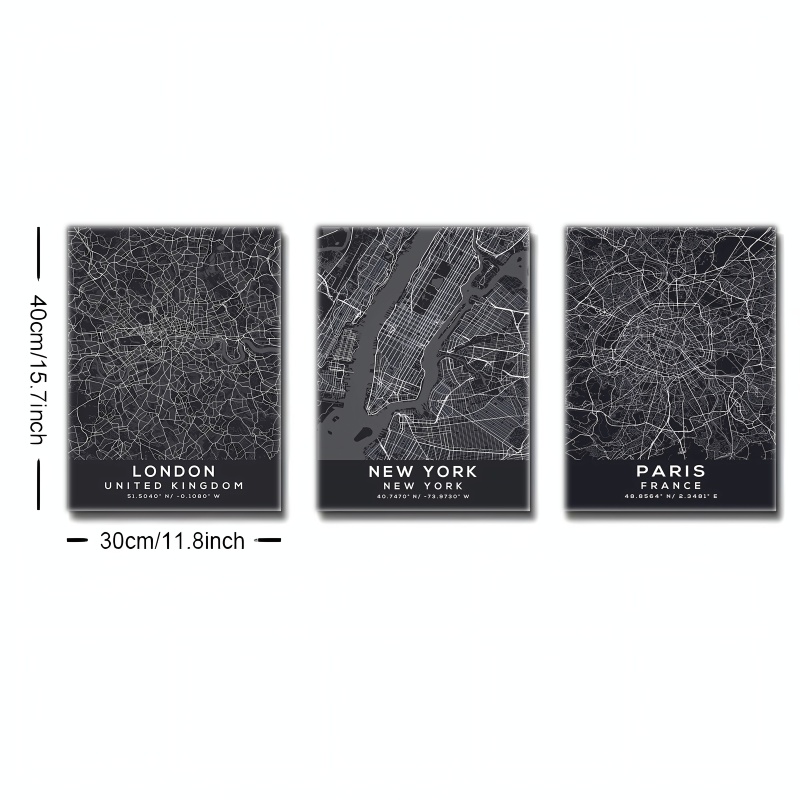 40cm/15.7inch
LONDON
UNITED KINGDOM
51.5040° N/ -0.1080° W
NEW YORK
NEW YORK
40.7470° N/ -73.9730° W
PARIS
FRANCE
48.8564° N/ 2.3481° E
30cm/11.8inch